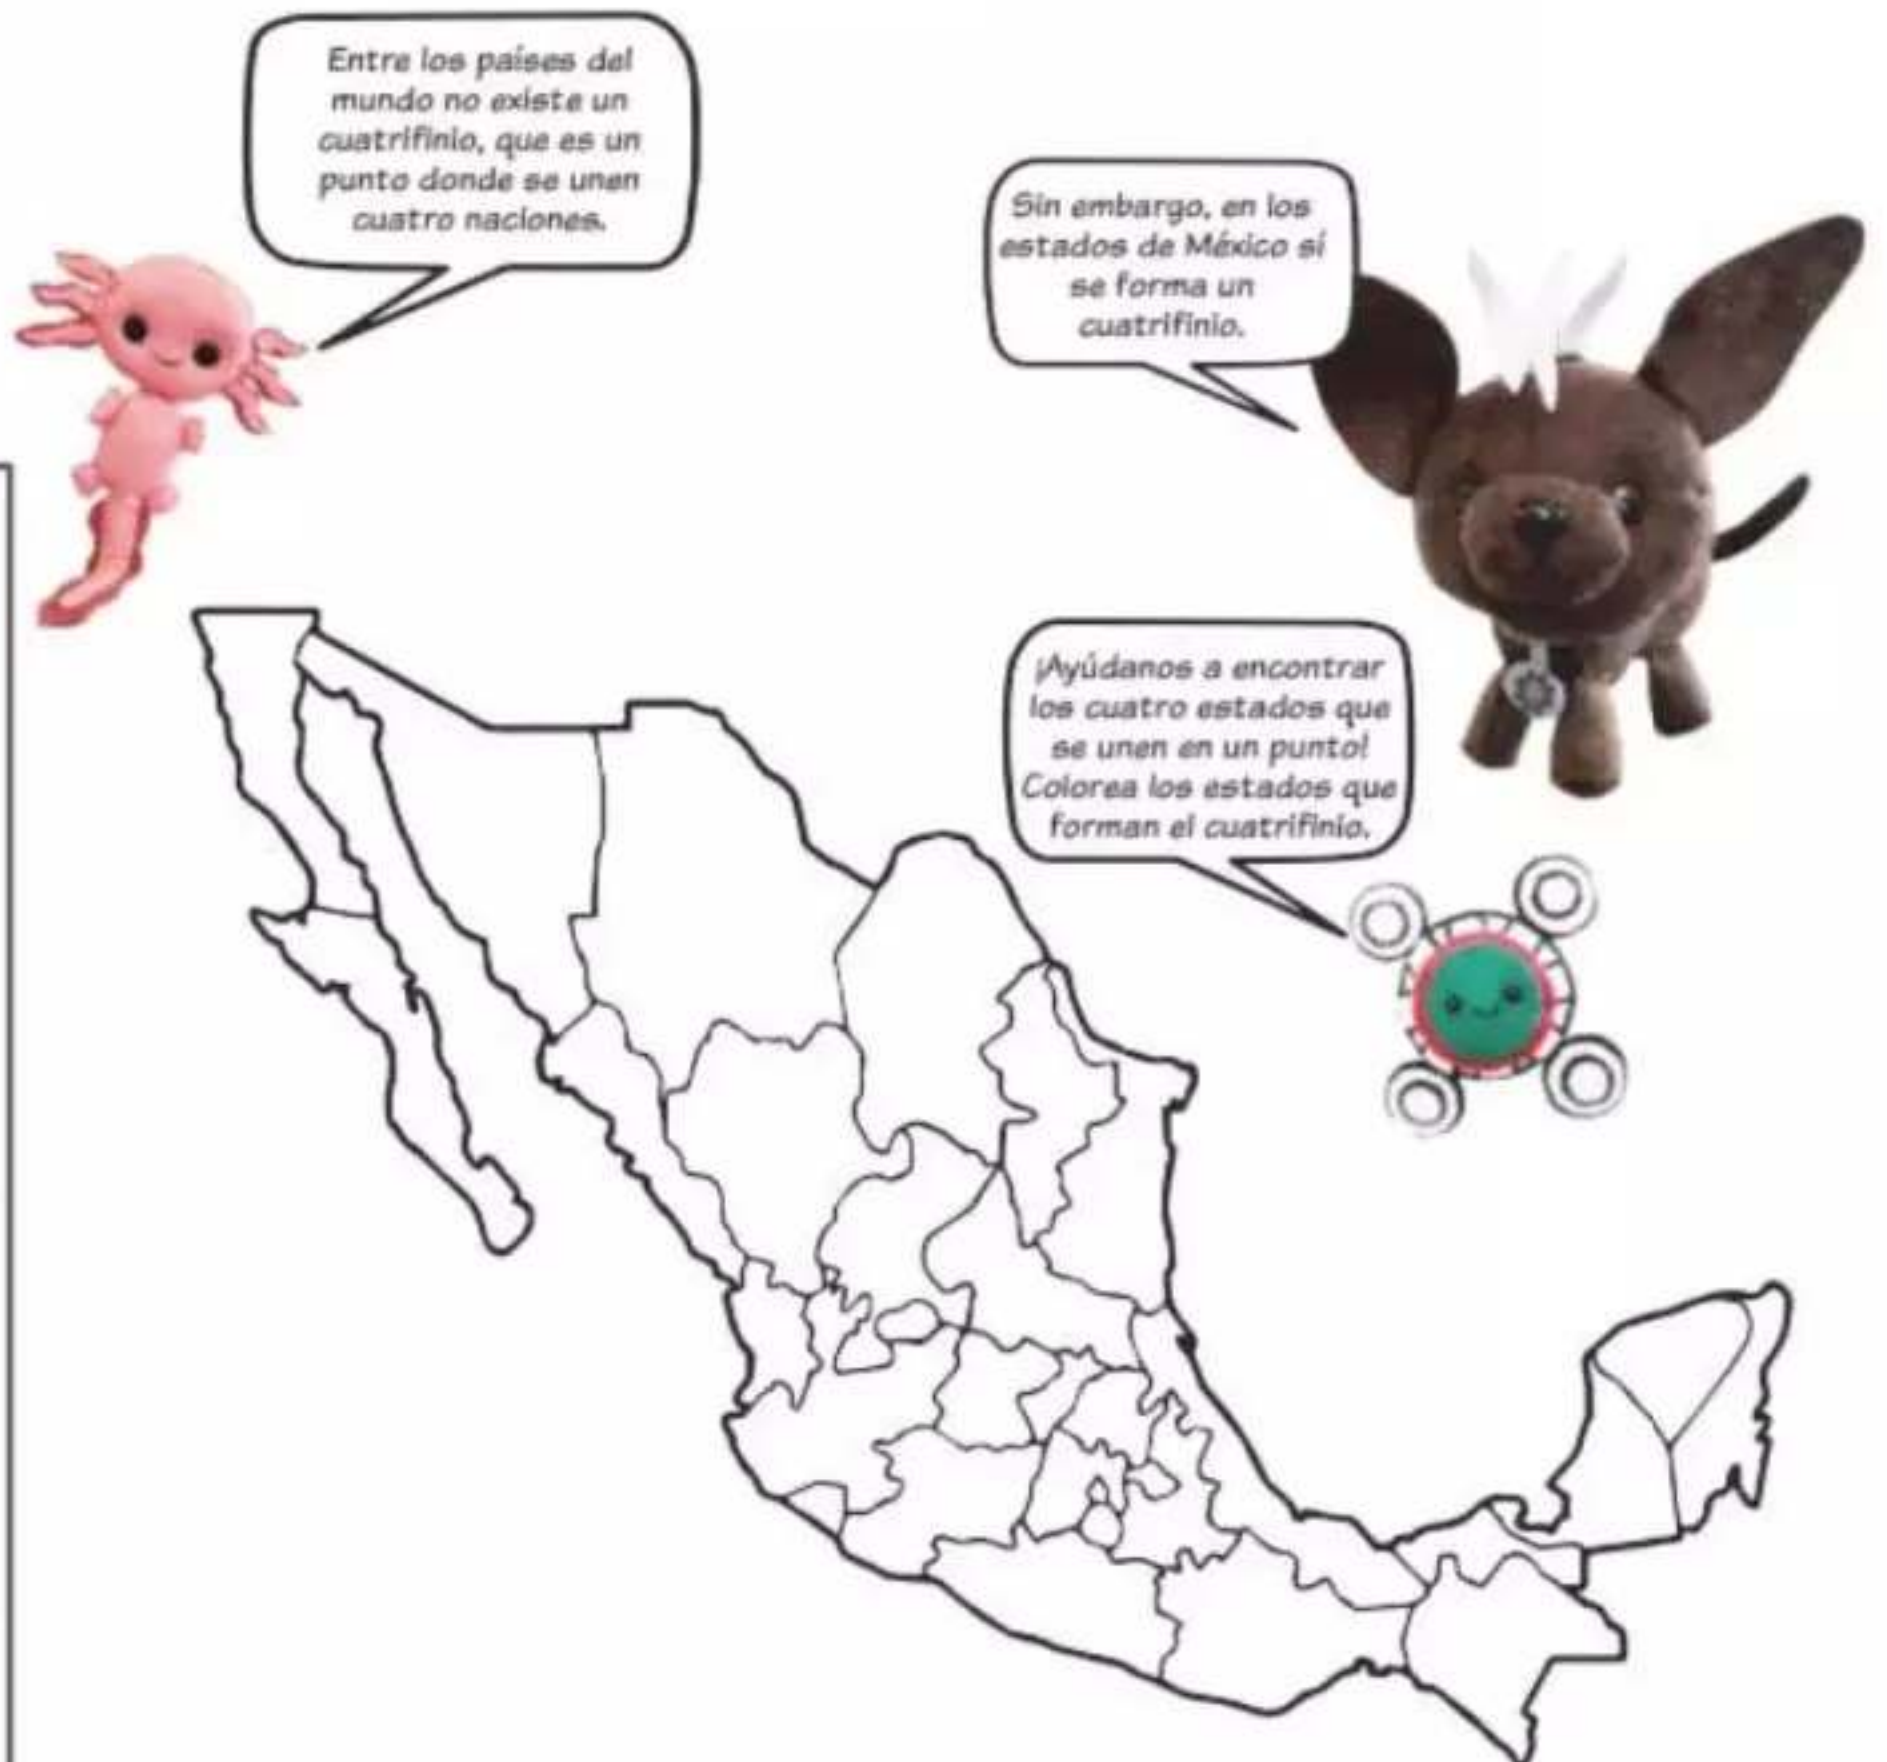 Entre los países del
mundo no existe un
cuatrifinio, que es un
punto donde se unen
cuatro naciones.
Sin embargo, en los
estados de México sí
se forma un
cuatrifinio.
¡Ayúdanos a encontrar
los cuatro estados que
se unen en un punto!
Colorea los estados que
forman el cuatrifinio.